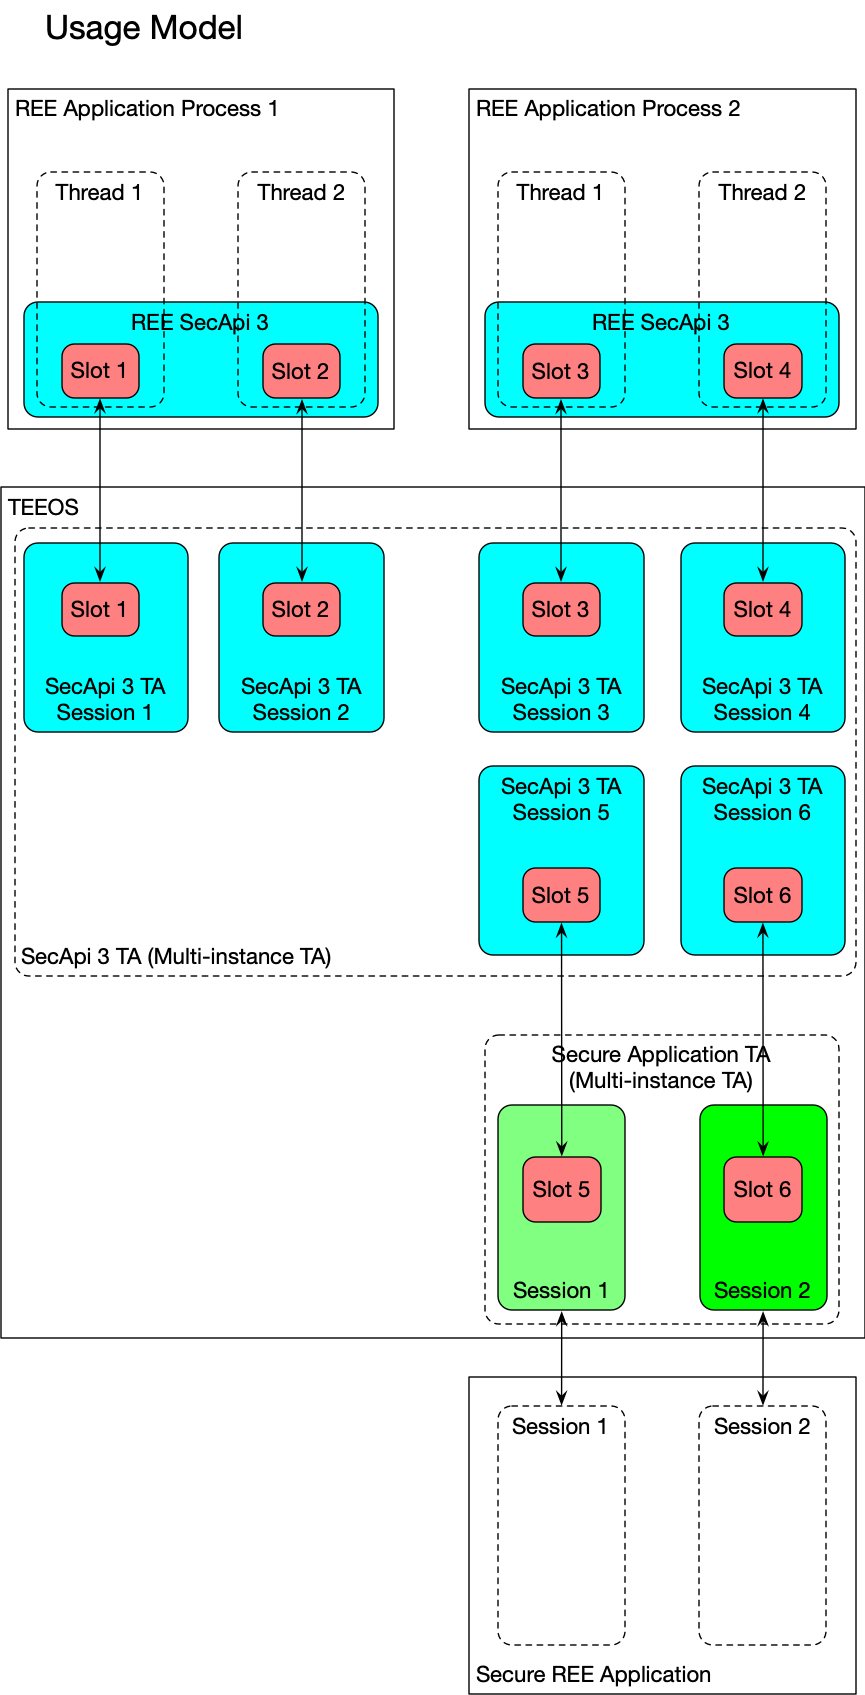 Usage Model
REE Application Process 1
REE Application Process 2
Thread 1
Thread 2
Thread 1
Thread 2
REE SecApi 3
REE SecApi 3
Slot 1
Slot 2
Slot 3
Slot 4
TEEOS
Slot 1
Slot 2
Slot 3
Slot 4
SecApi 3 TA
Session 1
SecApi 3 TA
Session 2
SecApi 3 TA
Session 3
SecApi 3 TA
Session 4
SecApi 3 TA
Session 5
SecApi 3 TA
Session 6
Slot 5
Slot 6
SecApi 3 TA (Multi-instance TA)
Secure Application TA
(Multi-instance TA)
Slot 5
Slot 6
Session 1
Session 2
Session 1
Session 2
Secure REE Application